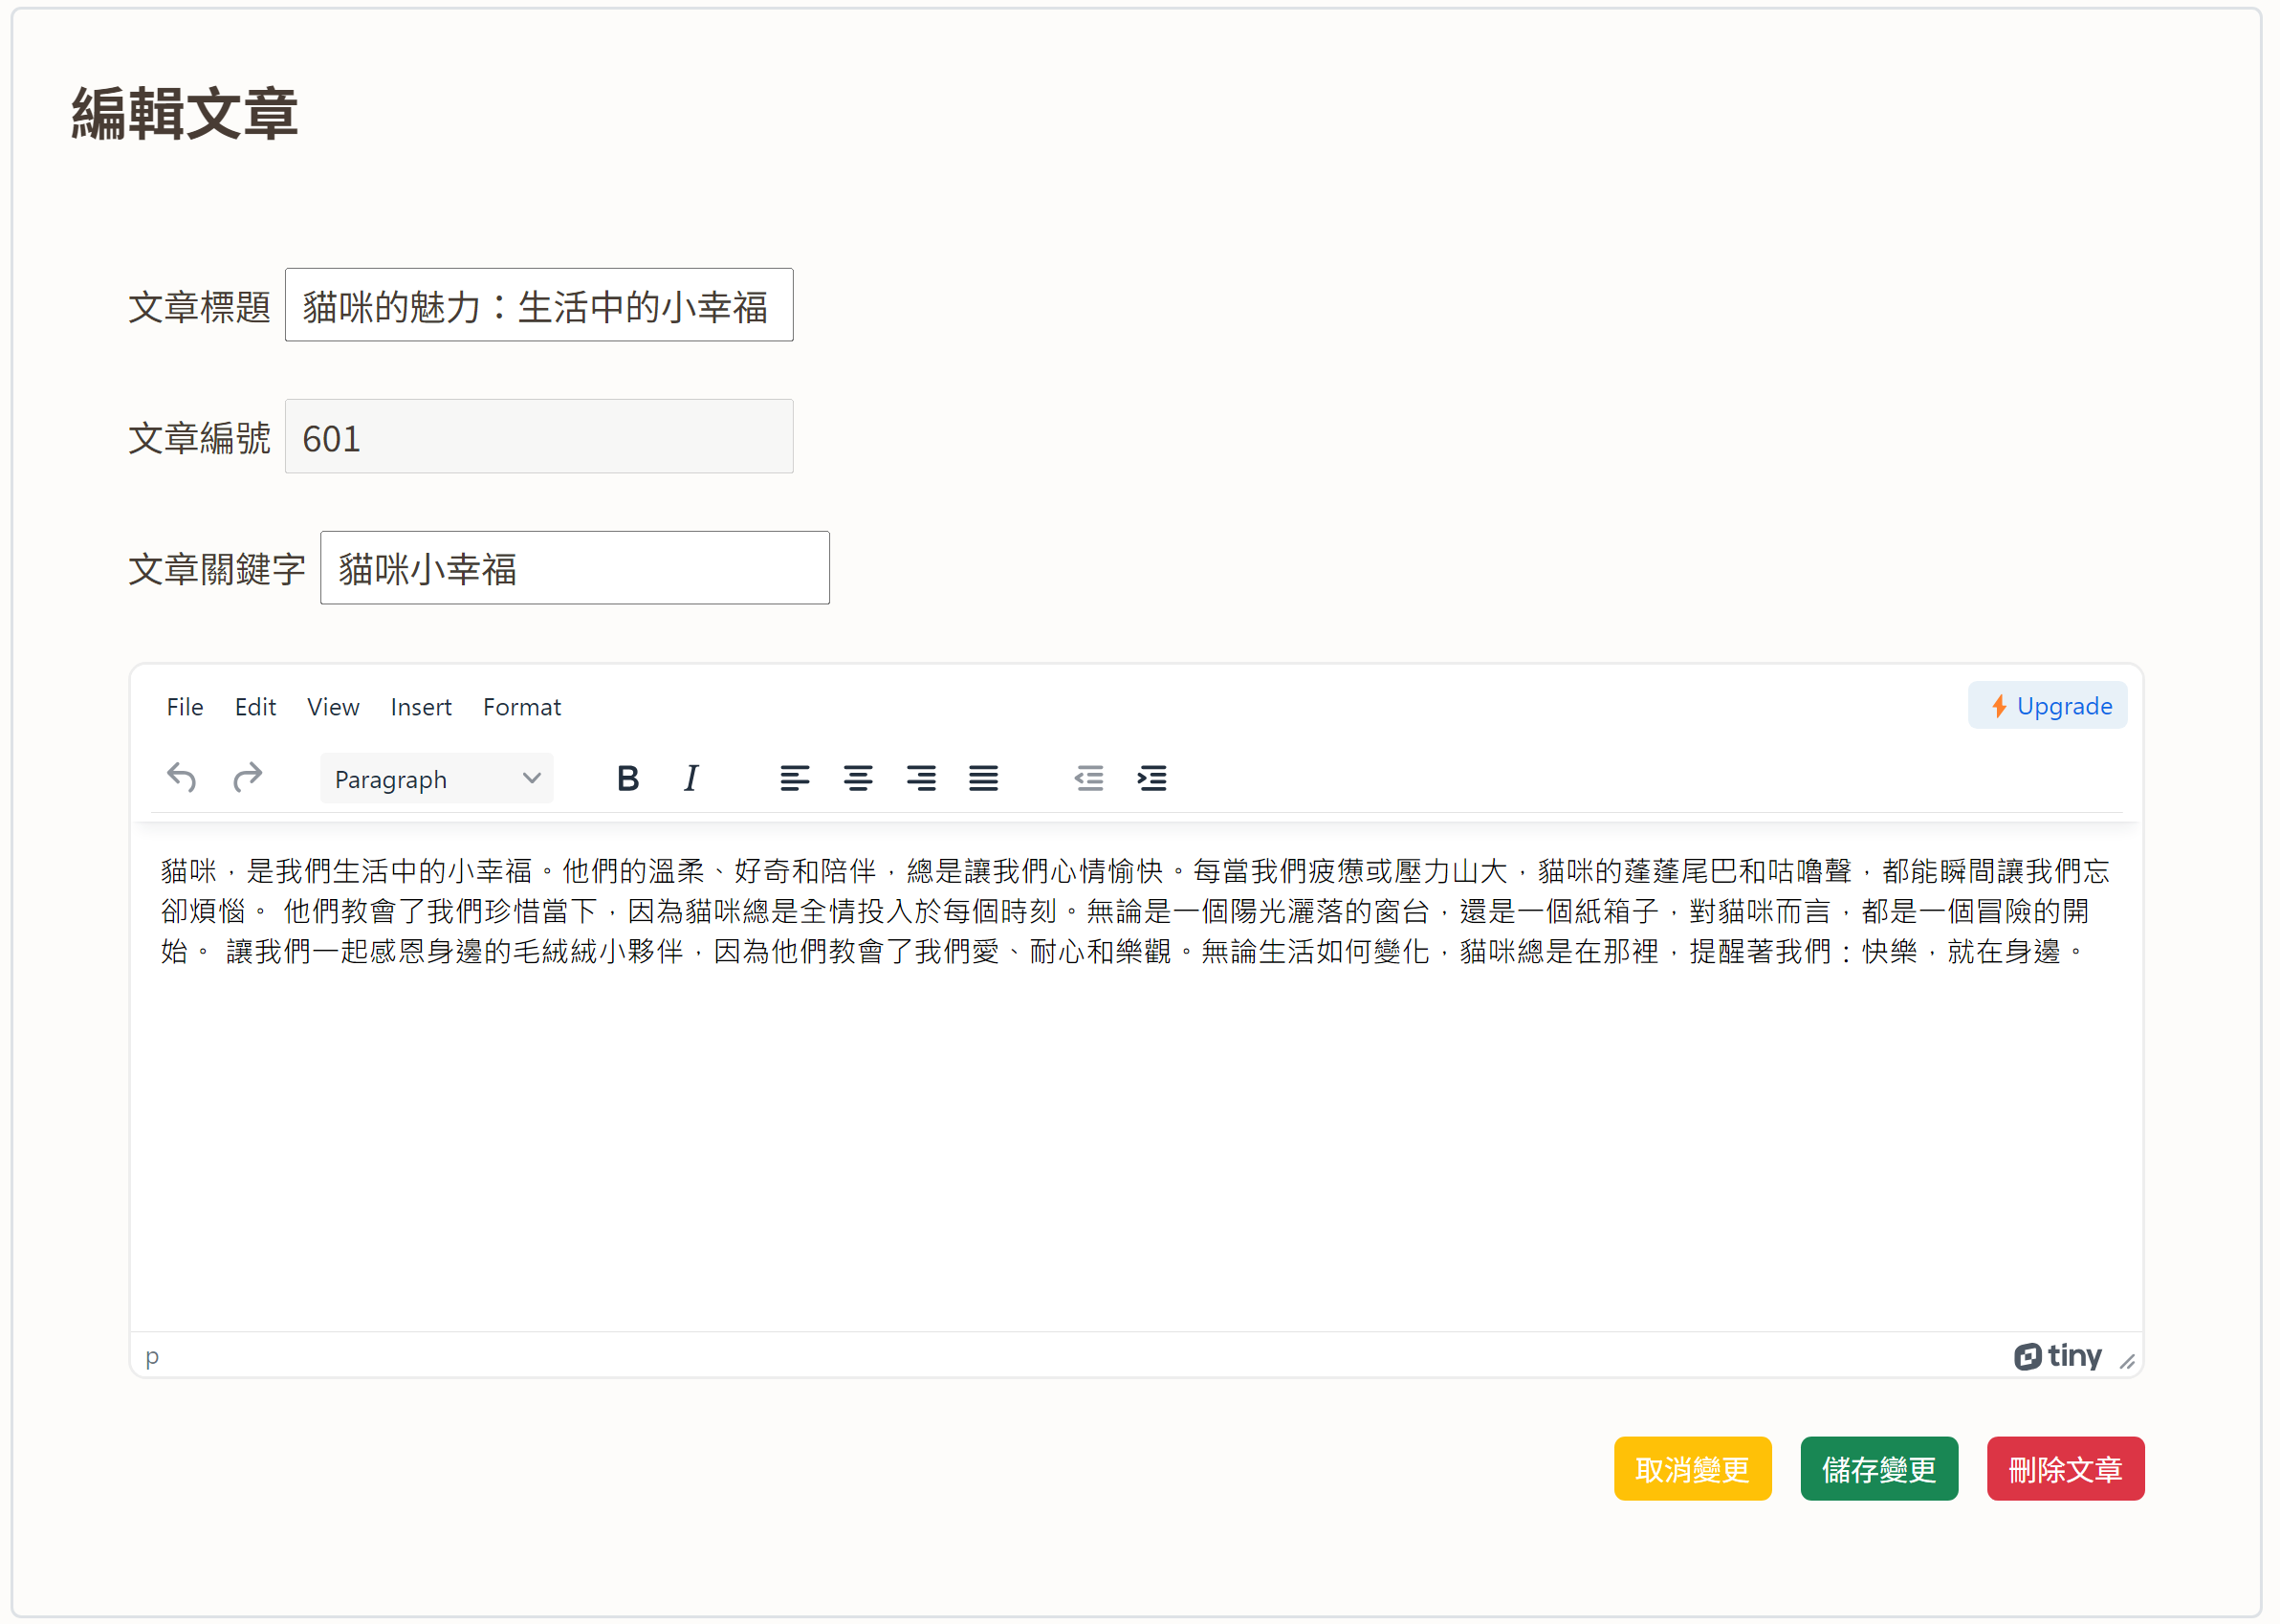 編輯文章
文章標題 貓咪的魅力：生活中的小幸福
文章編號 601
文章關鍵字 貓咪小幸福
File Edit View Insert Format Upgrade
Paragraph B I
貓咪，是我們生活中的小幸福。他們的溫柔、好奇和陪伴，總是讓我們心情愉快。每當我們疲憊或壓力山大，貓咪的蓬蓬尾巴和咕嚕聲，都能瞬間讓我們忘
卻煩惱。 他們教會了我們珍惜當下，因為貓咪總是全情投入於每個時刻。無論是一個陽光灑落的窗台，還是一個紙箱子，對貓咪而言，都是一個冒險的開
始。 讓我們一起感恩身邊的毛絨絨小夥伴，因為他們教會了我們愛、耐心和樂觀。無論生活如何變化，貓咪總是在那裡，提醒著我們：快樂，就在身邊。
p tiny
取消變更 儲存變更 刪除文章